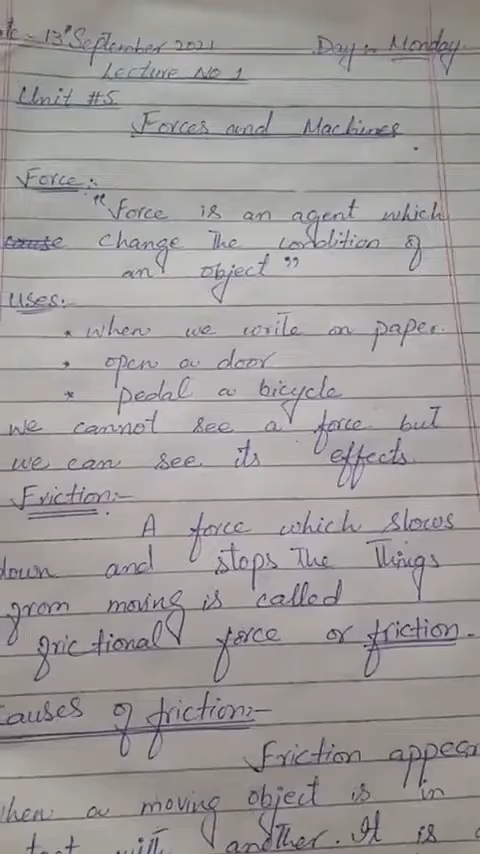 13th September 2021 Day :- Monday
Lecture No 1
Unit #5
Forces and Machines
Force:-
"Force is an agent which
cause change The condition of
an object"
Uses:-
* when we write on paper.
* open a door
* pedal a bicycle
we cannot see a force but
we can see its effects.
Friction:-
A force which slows
down and stops The Things
from moving is called
frictional force or friction.
Causes of friction:-
Friction appear
when a moving object is in
with another. It is